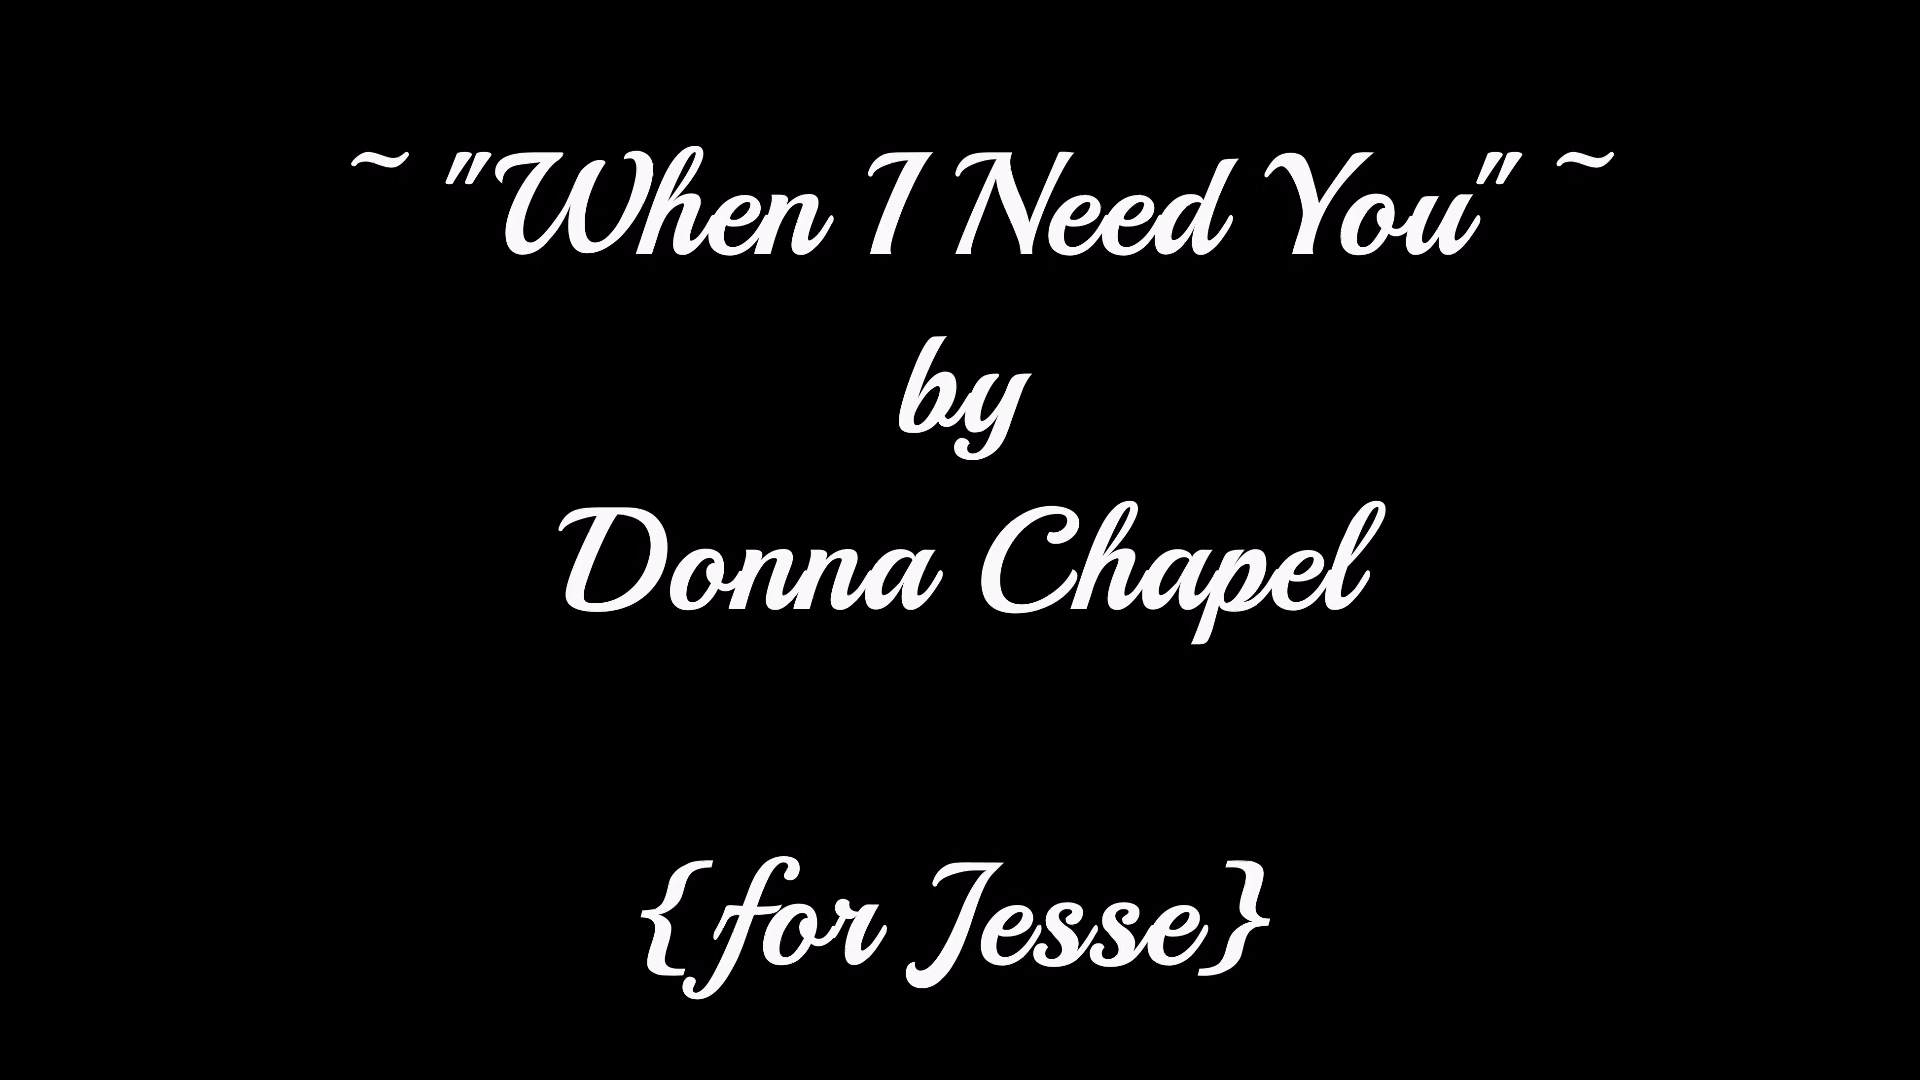 ~ "When I Need You" ~
by
Donna Chapel
{for Jesse}